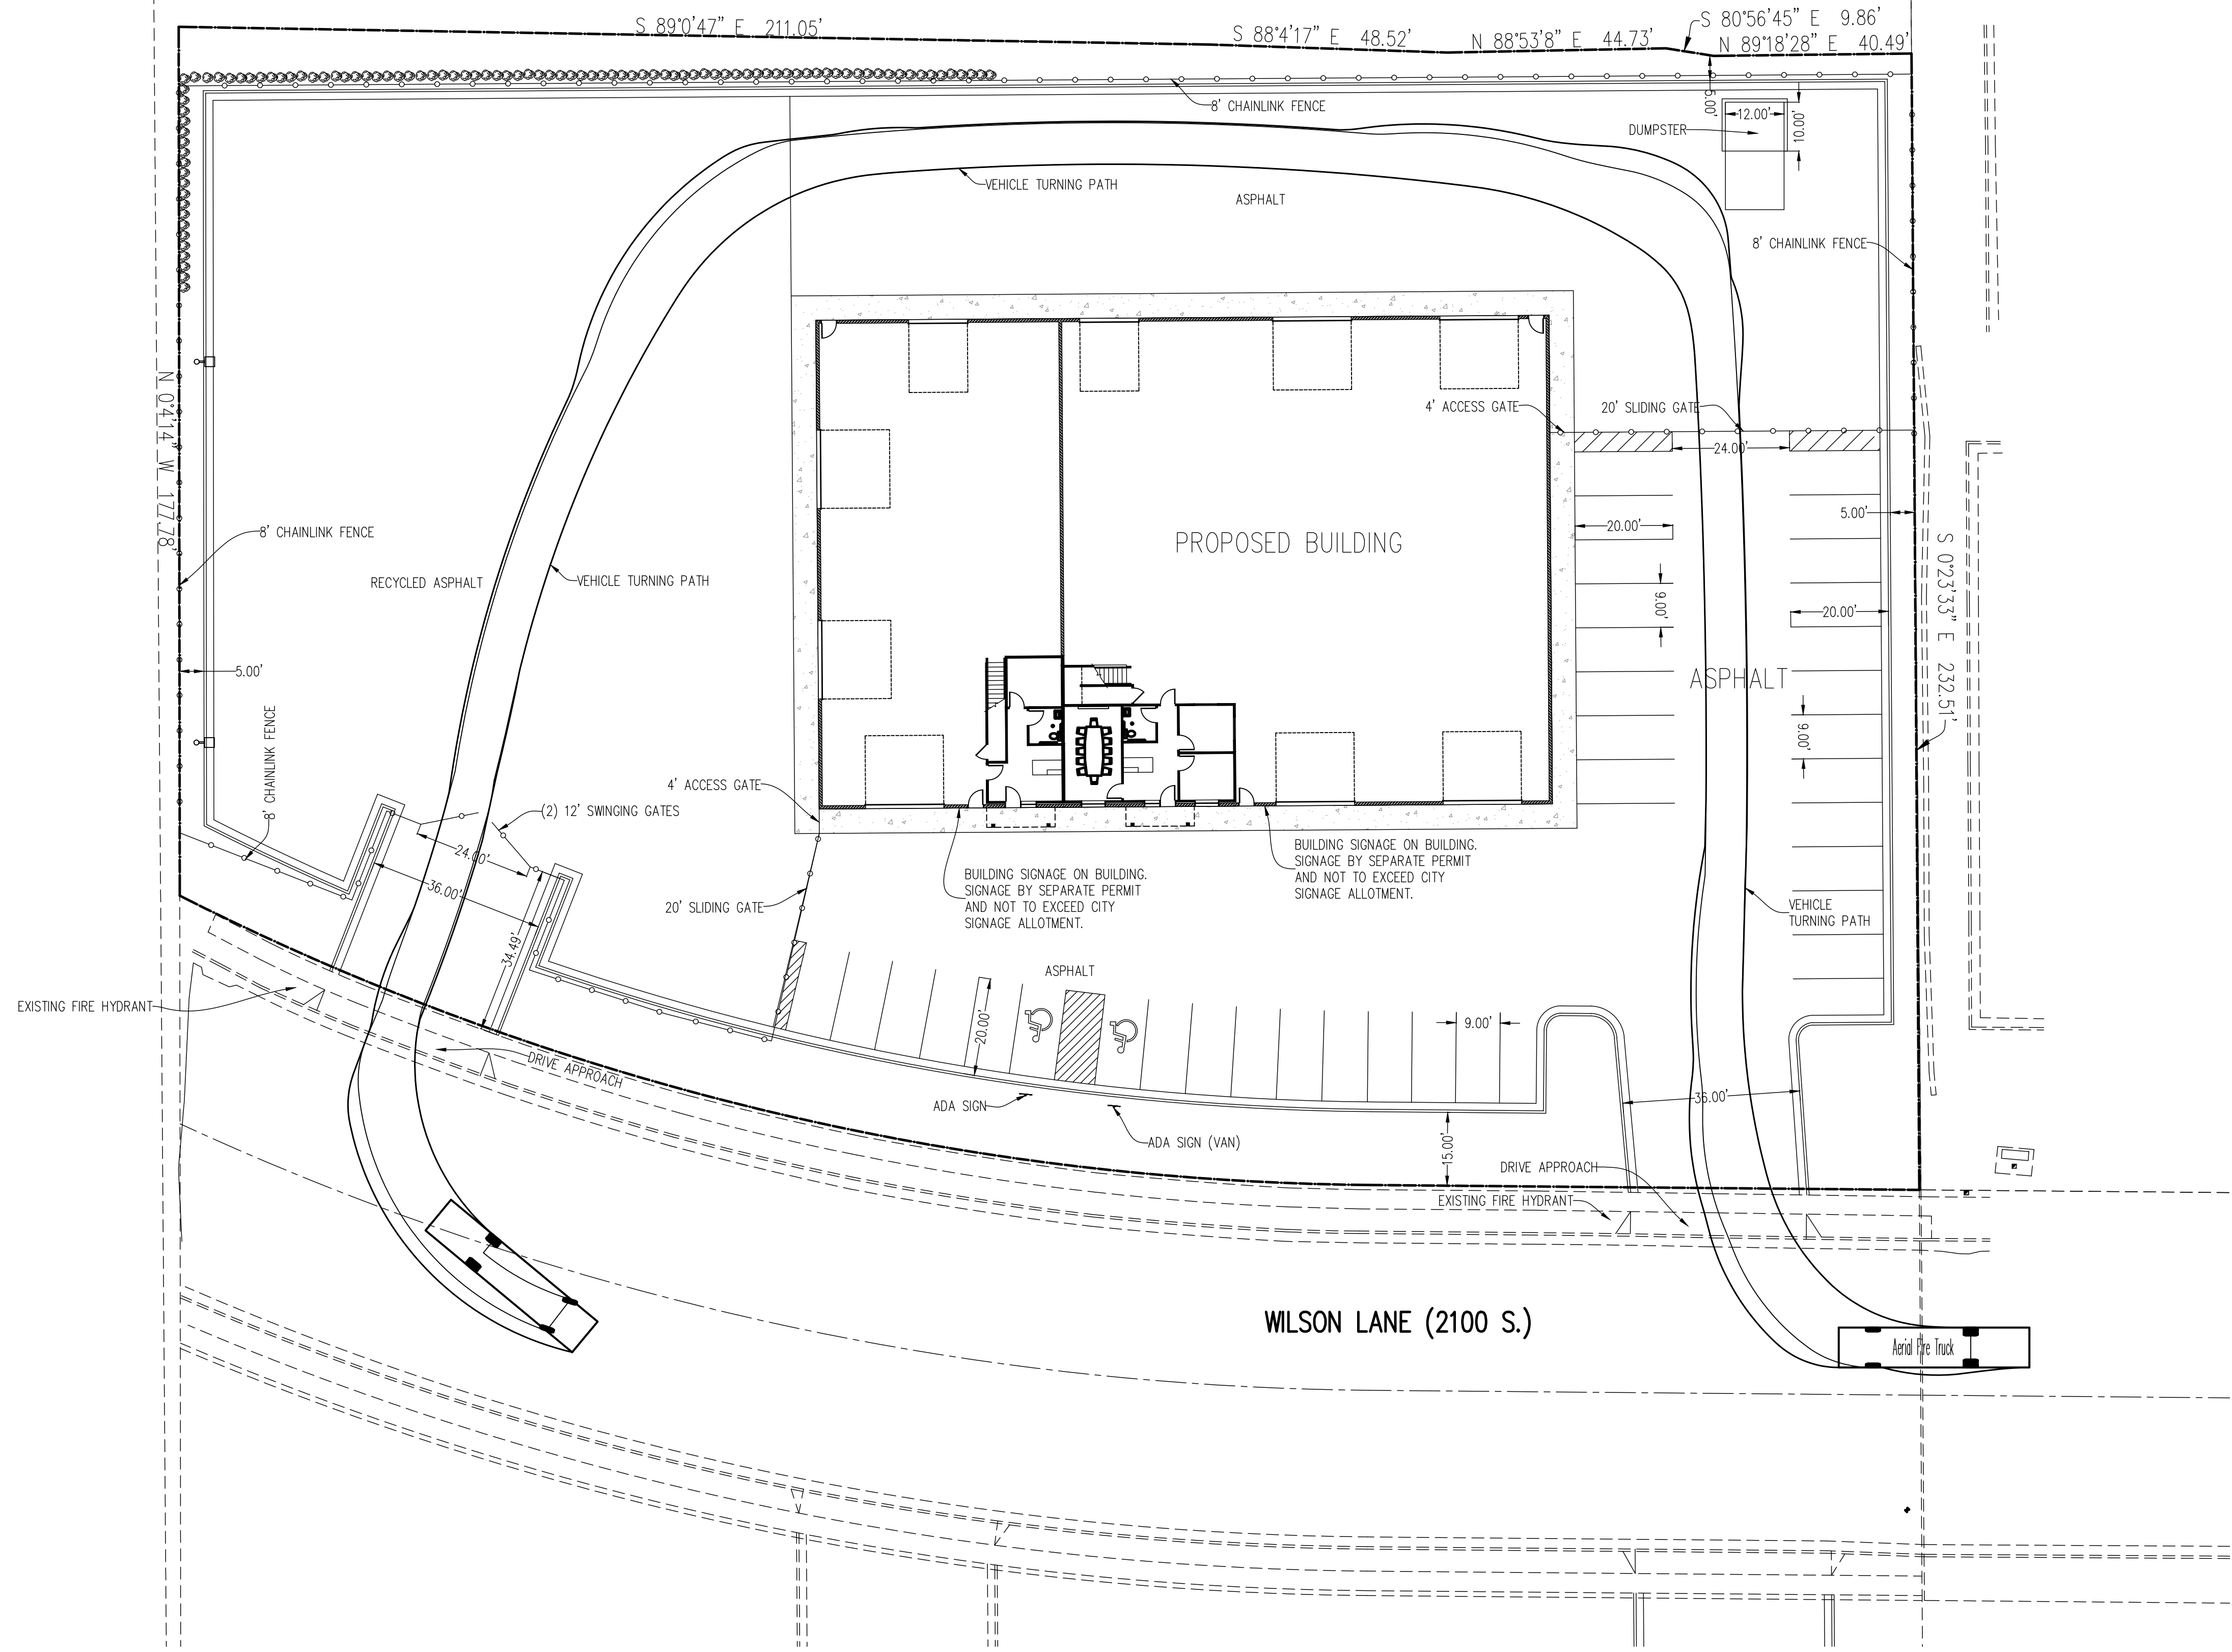 S 89°0'47" E 211.05'
S 88°4'17" E 48.52'
N 88°53'8" E 44.73'
S 80°56'45" E 9.86'
N 89°18'28" E 40.49'
8' CHAINLINK FENCE
5.00'
12.00'
10.00'
DUMPSTER
VEHICLE TURNING PATH
ASPHALT
8' CHAINLINK FENCE
N 0°4'14" W 177.78'
4' ACCESS GATE
20' SLIDING GATE
24.00'
8' CHAINLINK FENCE
RECYCLED ASPHALT
VEHICLE TURNING PATH
PROPOSED BUILDING
20.00'
5.00'
9.00'
20.00'
S 0°23'33" E 232.51'
5.00'
ASPHALT
9.00'
8' CHAINLINK FENCE
4' ACCESS GATE
(2) 12' SWINGING GATES
24.00'
36.00'
34.49'
20' SLIDING GATE
BUILDING SIGNAGE ON BUILDING.
SIGNAGE BY SEPARATE PERMIT
AND NOT TO EXCEED CITY
SIGNAGE ALLOTMENT.
BUILDING SIGNAGE ON BUILDING.
SIGNAGE BY SEPARATE PERMIT
AND NOT TO EXCEED CITY
SIGNAGE ALLOTMENT.
VEHICLE
TURNING PATH
ASPHALT
EXISTING FIRE HYDRANT
20.00'
9.00'
DRIVE APPROACH
ADA SIGN
ADA SIGN (VAN)
36.00'
15.00'
DRIVE APPROACH
EXISTING FIRE HYDRANT
WILSON LANE (2100 S.)
Aerial Fire Truck